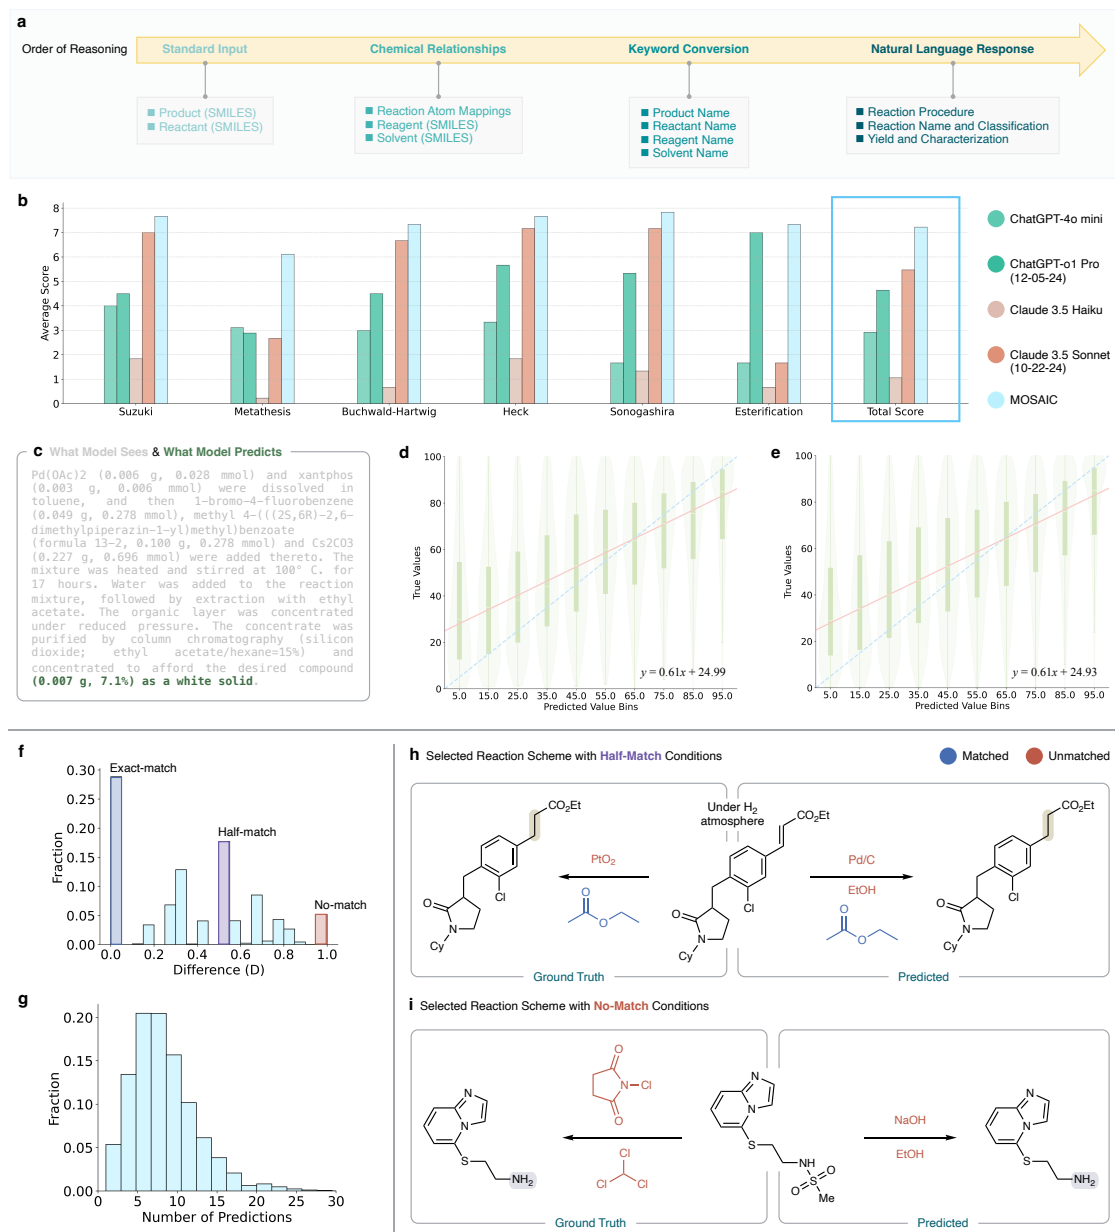 a
Order of Reasoning
Standard Input
Chemical Relationships
Keyword Conversion
Natural Language Response
■ Product (SMILES)
■ Reactant (SMILES)
■ Reaction Atom Mappings
■ Reagent (SMILES)
■ Solvent (SMILES)
■ Product Name
■ Reactant Name
■ Reagent Name
■ Solvent Name
■ Reaction Procedure
■ Reaction Name and Classification
■ Yield and Characterization
b
Average Score
8
7
6
5
4
3
2
1
0
Suzuki
Metathesis
Buchwald-Hartwig
Heck
Sonogashira
Esterification
Total Score
ChatGPT-4o mini
ChatGPT-o1 Pro
(12-05-24)
Claude 3.5 Haiku
Claude 3.5 Sonnet
(10-22-24)
MOSAIC
c What Model Sees & What Model Predicts
Pd(OAc)2 (0.006 g, 0.028 mmol) and xantphos
(0.003 g, 0.006 mmol) were dissolved in
toluene, and then 1-bromo-4-fluorobenzene
(0.049 g, 0.278 mmol), methyl 4-(((2S,6R)-2,6-
dimethylpiperazin-1-yl)methyl)benzoate
(formula 13-2, 0.100 g, 0.278 mmol) and Cs2CO3
(0.227 g, 0.696 mmol) were added thereto. The
mixture was heated and stirred at 100° C. for
17 hours. Water was added to the reaction
mixture, followed by extraction with ethyl
acetate. The organic layer was concentrated
under reduced pressure. The concentrate was
purified by column chromatography (silicon
dioxide; ethyl acetate/hexane=15%) and
concentrated to afford the desired compound
(0.007 g, 7.1%) as a white solid.
d
True Values
100
80
60
40
20
0
y = 0.61x + 24.99
5.0 15.0 25.0 35.0 45.0 55.0 65.0 75.0 85.0 95.0
Predicted Value Bins
e
True Values
100
80
60
40
20
0
y = 0.61x + 24.93
5.0 15.0 25.0 35.0 45.0 55.0 65.0 75.0 85.0 95.0
Predicted Value Bins
f
Fraction
0.30
0.25
0.20
0.15
0.10
0.05
0.00
Exact-match
Half-match
No-match
0.0 0.2 0.4 0.6 0.8 1.0
Difference (D)
g
Fraction
0.20
0.15
0.10
0.05
0.00
0 5 10 15 20 25 30
Number of Predictions
h Selected Reaction Scheme with Half-Match Conditions
Matched
Unmatched
CO2Et
Cl
O
N
Cy
PtO2
O
O
Under H2
atmosphere
CO2Et
Cl
O
N
Cy
Pd/C
EtOH
O
O
CO2Et
Cl
O
N
Cy
Ground Truth
Predicted
i Selected Reaction Scheme with No-Match Conditions
N
N
S
NH2
O
N
Cl
O
Cl
Cl
Cl
N
N
S
NH
O
S
O
Me
NaOH
EtOH
N
N
S
NH2
Ground Truth
Predicted